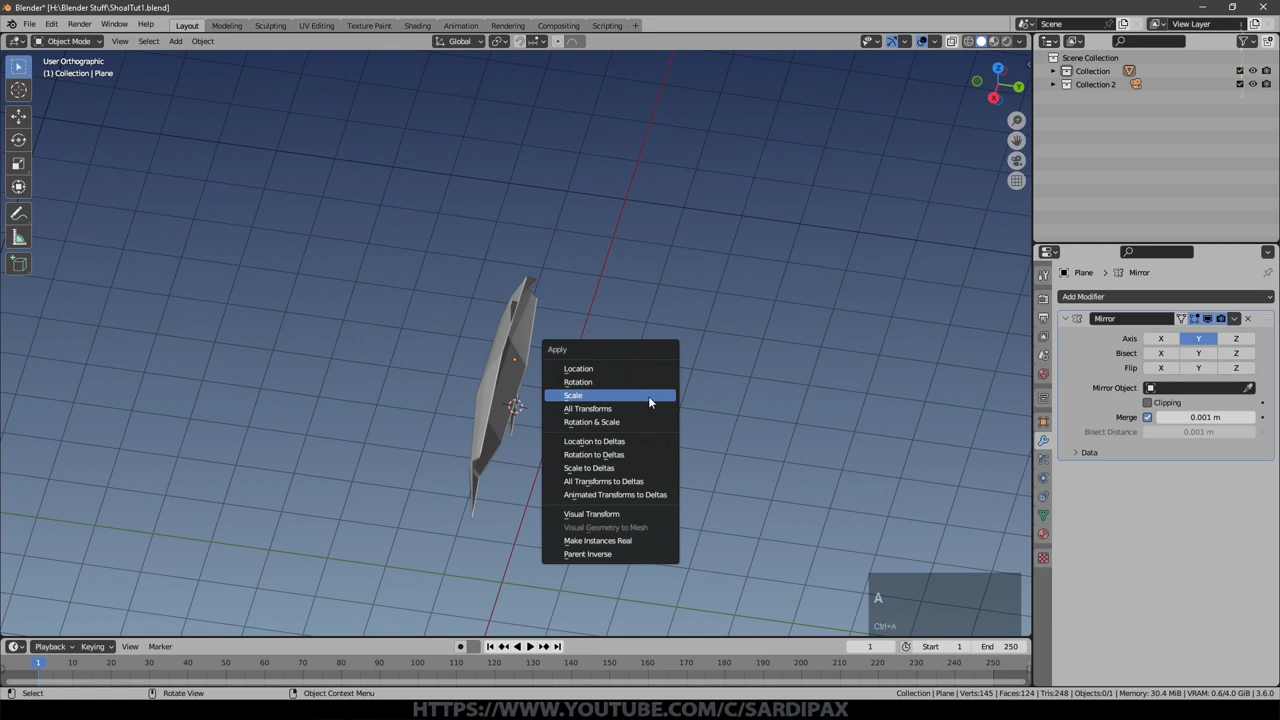 Blender* [H:\Blender Stuff\ShoalTut1.blend]
File Edit Render Window Help Layout Modeling Sculpting UV Editing Texture Paint Shading Animation Rendering Compositing Scripting + Scene View Layer
Object Mode View Select Add Object Global
User Orthographic
(1) Collection | Plane
Z
Y
X
Scene Collection
Collection
Collection 2
Plane > Mirror
Add Modifier
Mirror
Axis X Y Z
Bisect X Y Z
Flip X Y Z
Mirror Object
Clipping
Merge 0.001 m
Bisect Distance 0.001 m
Data
Apply
Location
Rotation
Scale
All Transforms
Rotation & Scale
Location to Deltas
Rotation to Deltas
Scale to Deltas
All Transforms to Deltas
Animated Transforms to Deltas
Visual Transform
Visual Geometry to Mesh
Make Instances Real
Parent Inverse
A
Ctrl+A
Playback Keying View Marker 1 Start 1 End 250
1 10 20 30 40 50 60 70 80 90 100 110 120 130 140 150 160 170 180 190 200 210 220 230 240 250
Select Rotate View Object Context Menu Collection | Plane | Verts:145 | Faces:124 | Tris:248 | Objects:0/1 | Memory: 30.4 MiB | VRAM: 0.6/4.0 GiB | 3.6.0
HTTPS://WWW.YOUTUBE.COM/C/SARDIPAX